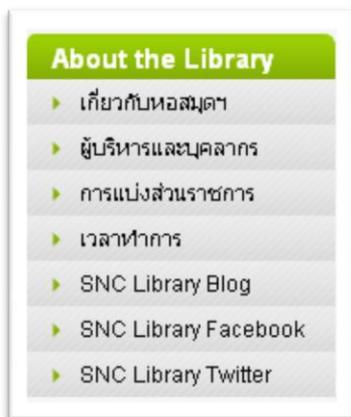 About the Library
เกี่ยวกับหอสมุดฯ
ผู้บริหารและบุคลากร
การแบ่งส่วนราชการ
เวลาทำการ
SNC Library Blog
SNC Library Facebook
SNC Library Twitter